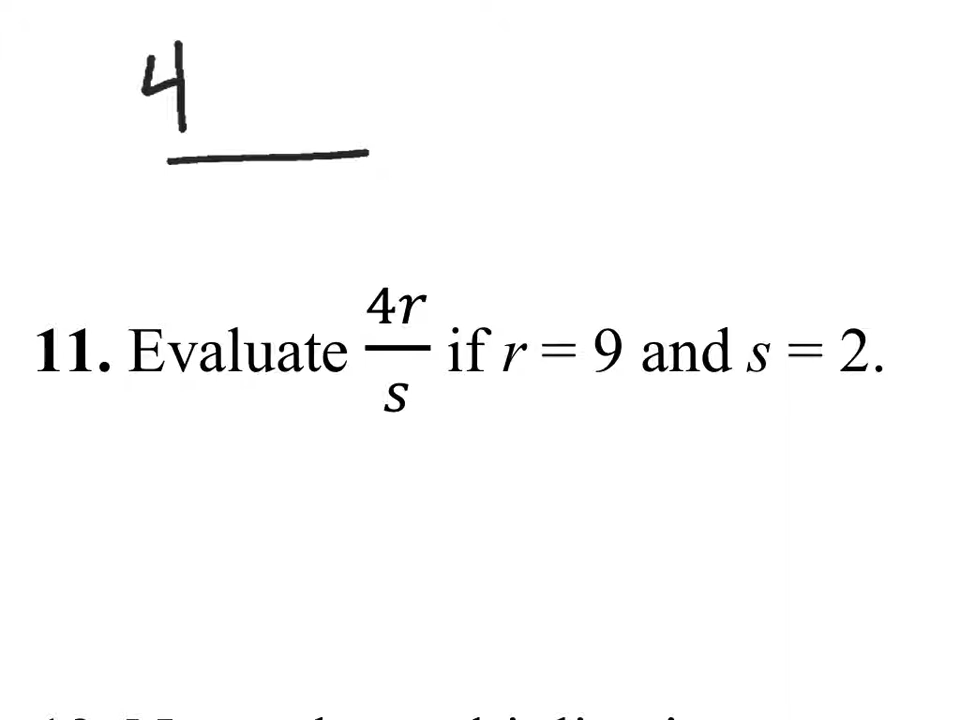 4
11. Evaluate 4r/s if r = 9 and s = 2.